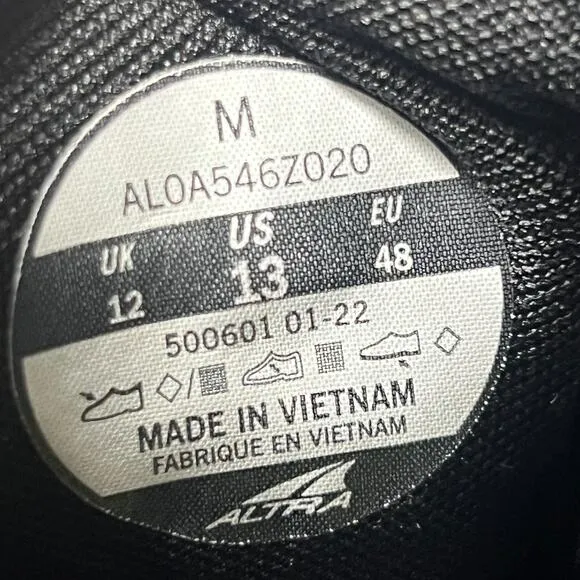 M
AL0A546Z020
UK US EU
12 13 48
500601 01-22
MADE IN VIETNAM
FABRIQUE EN VIETNAM
ALTRA